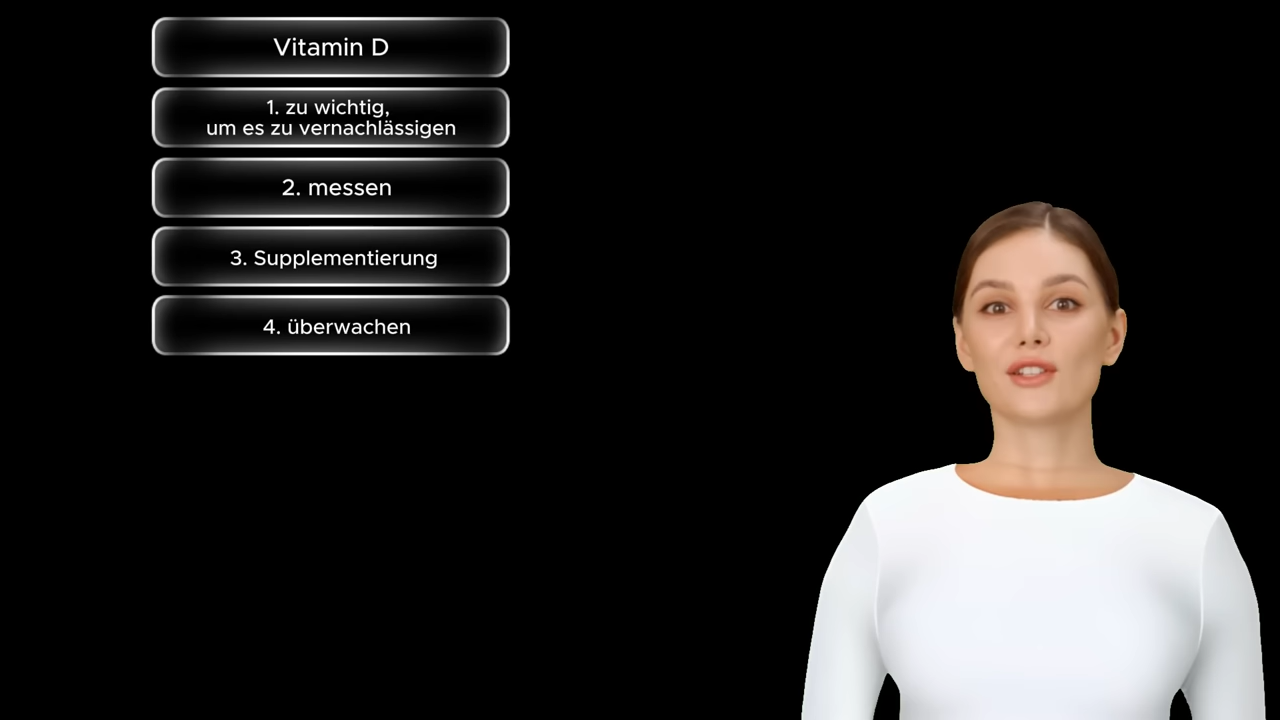 Vitamin D
1. zu wichtig,
um es zu vernachlässigen
2. messen
3. Supplementierung
4. überwachen